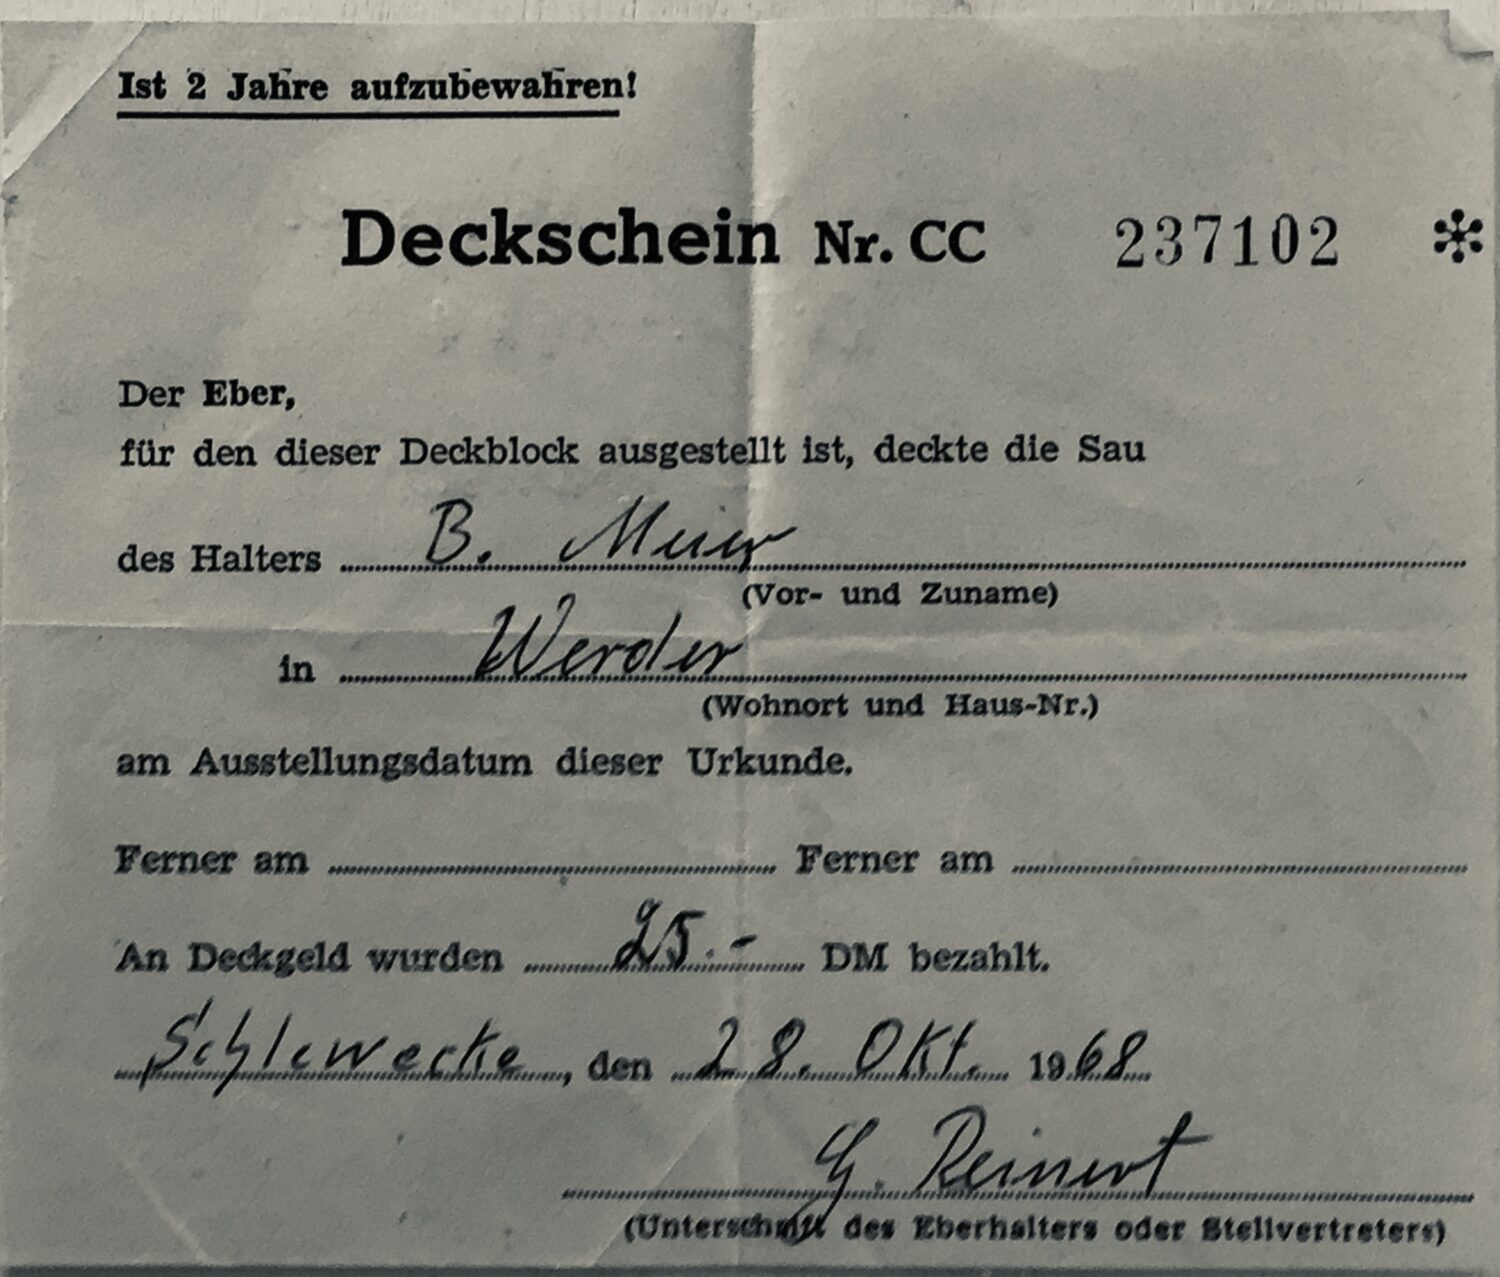 Ist 2 Jahre aufzubewahren!
Deckschein Nr. CC 237102 *
Der Eber,
für den dieser Deckblock ausgestellt ist, deckte die Sau
des Halters B. Meier
(Vor- und Zuname)
in Werder
(Wohnort und Haus-Nr.)
am Ausstellungsdatum dieser Urkunde.
Ferner am Ferner am
An Deckgeld wurden 25.- DM bezahlt.
Schlewecke, den 28. Okt. 1968
G. Reinert
(Unterschrift des Eberhalters oder Stellvertreters)